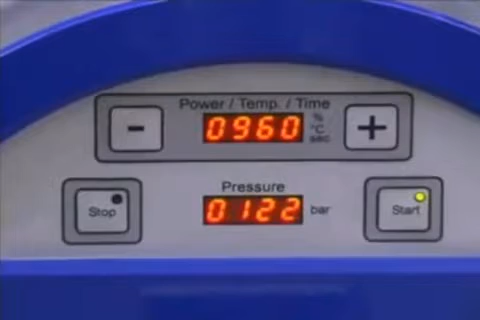 Power / Temp. / Time
- 0960 % °C sec +
Pressure
Stop 0122 bar Start